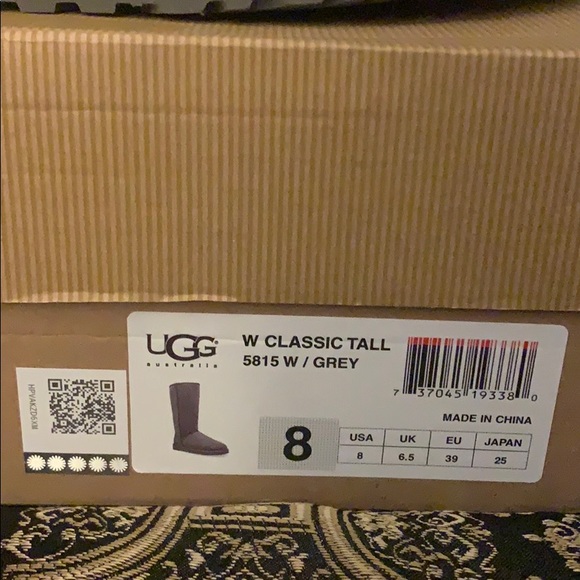 UGG®
australia
W CLASSIC TALL
5815 W / GREY
7 37045 19338 0
MADE IN CHINA
8
USA UK EU JAPAN
8 6.5 39 25